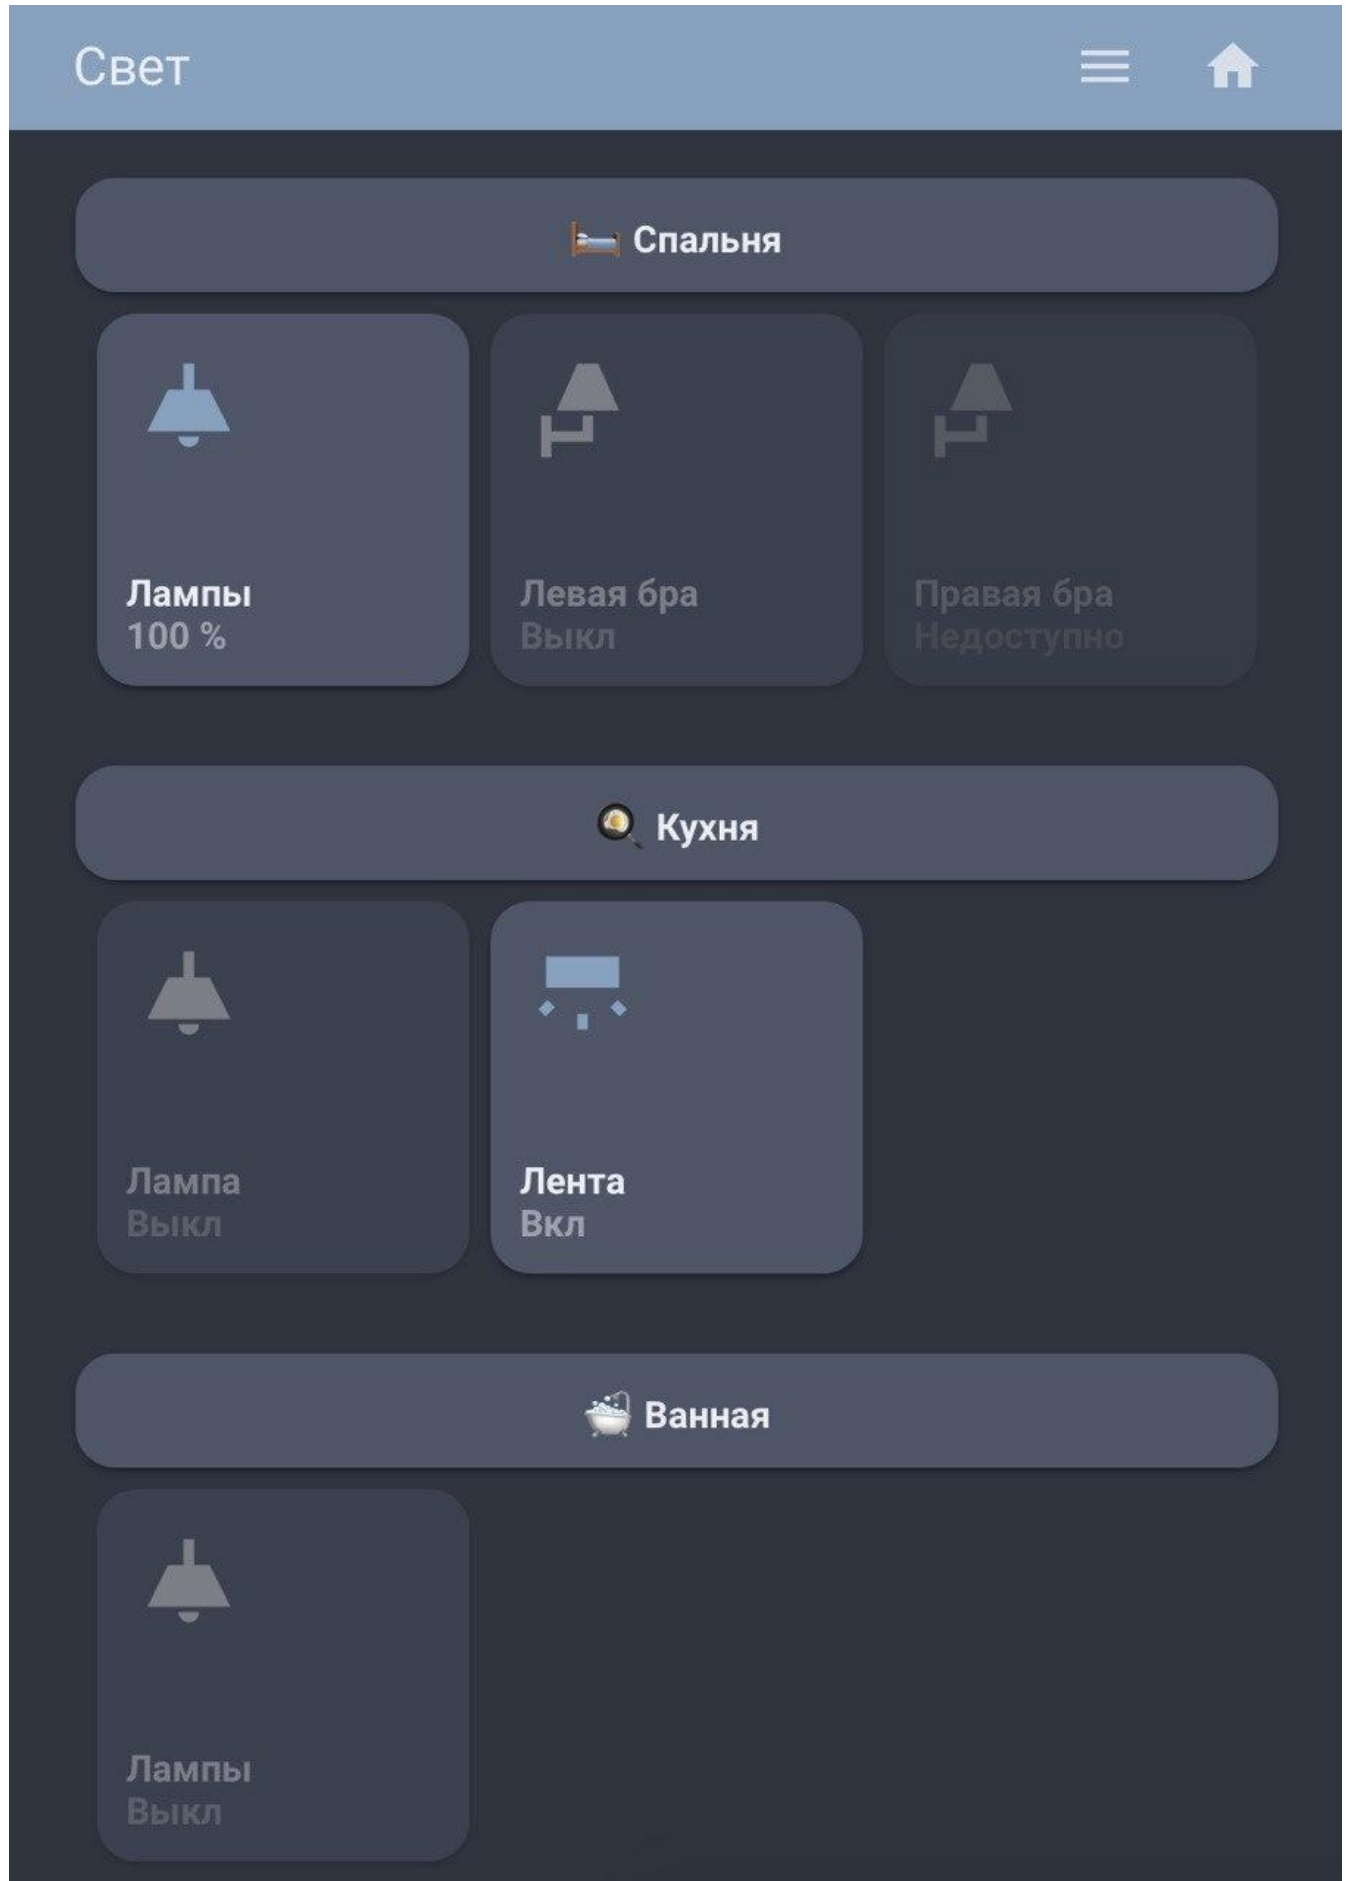 Свет
Спальня
Лампы
100 %
Левая бра
Выкл
Правая бра
Недоступно
Кухня
Лампа
Выкл
Лента
Вкл
Ванная
Лампы
Выкл